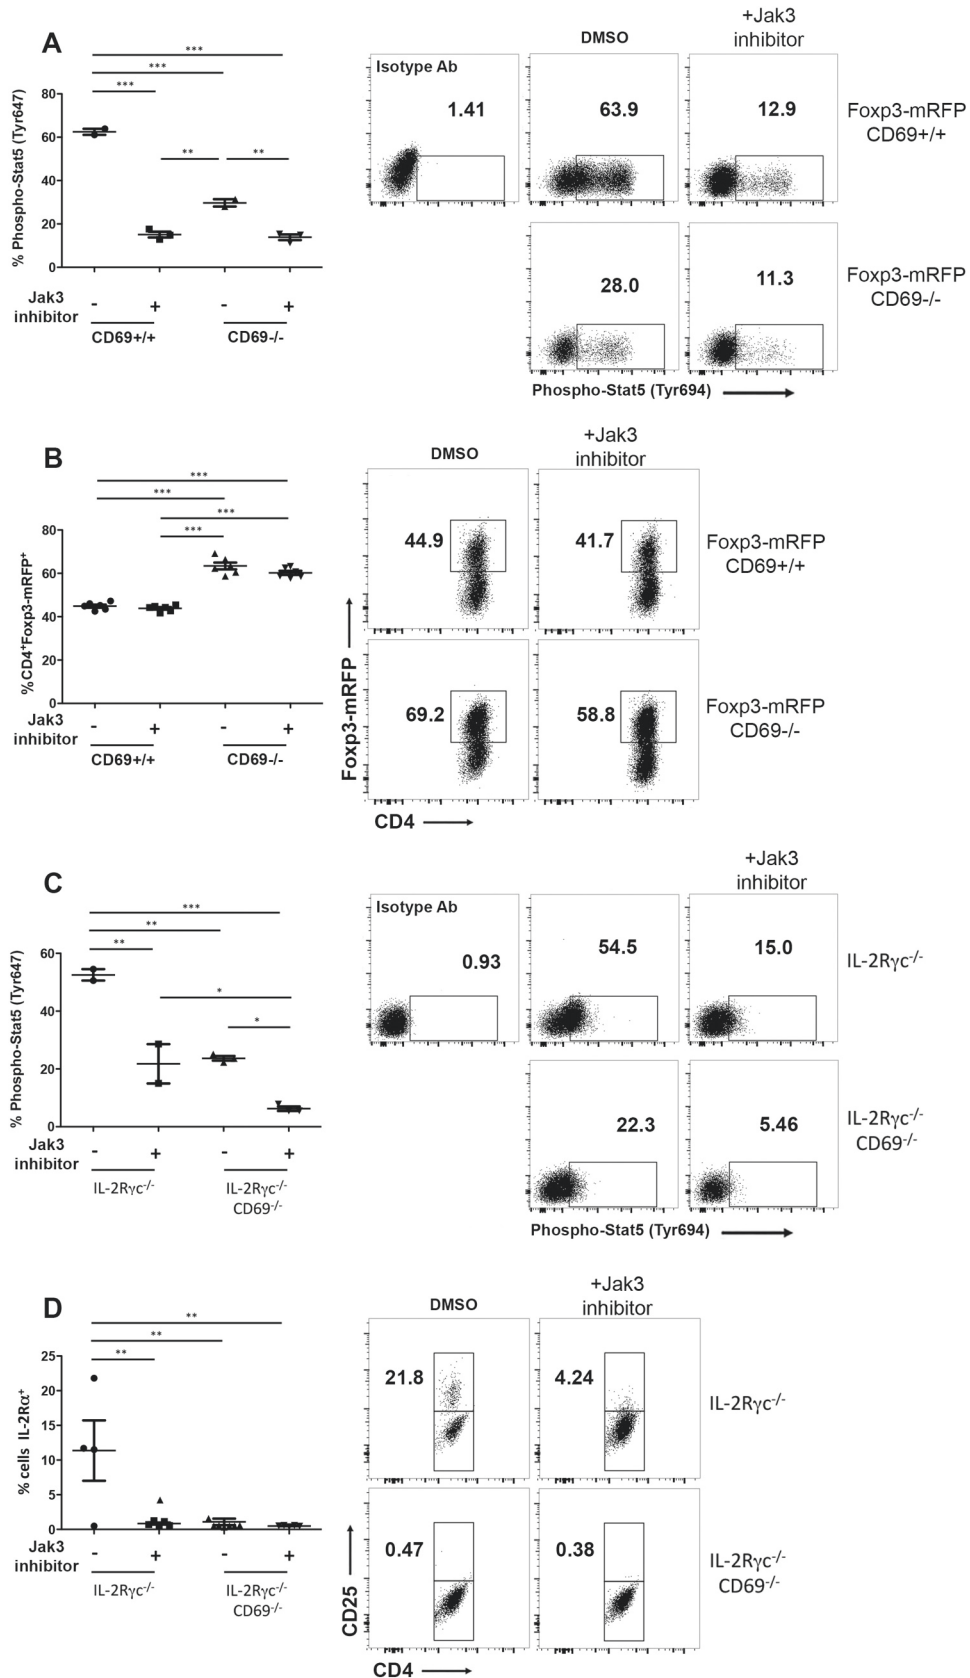 A
***
***
***
**
**
% Phospho-Stat5 (Tyr647)
80
60
40
20
0
Jak3
inhibitor
- + - +
CD69+/+ CD69-/-
DMSO
+Jak3
inhibitor
Isotype Ab
1.41
63.9
12.9
Foxp3-mRFP
CD69+/+
28.0
11.3
Foxp3-mRFP
CD69-/-
Phospho-Stat5 (Tyr694)
B
***
***
***
***
%CD4⁺Foxp3-mRFP⁺
80
60
40
20
0
Jak3
inhibitor
- + - +
CD69+/+ CD69-/-
DMSO
+Jak3
inhibitor
44.9
41.7
Foxp3-mRFP
CD69+/+
69.2
58.8
Foxp3-mRFP
CD69-/-
Foxp3-mRFP
CD4
C
***
**
**
*
*
% Phospho-Stat5 (Tyr647)
60
40
20
0
Jak3
inhibitor
- + - +
IL-2Rγc⁻/⁻ IL-2Rγc⁻/⁻
CD69⁻/⁻
+Jak3
inhibitor
Isotype Ab
0.93
54.5
15.0
IL-2Rγc⁻/⁻
22.3
5.46
IL-2Rγc⁻/⁻
CD69⁻/⁻
Phospho-Stat5 (Tyr694)
D
**
**
**
% cells IL-2Rα⁺
25
20
15
10
5
0
Jak3
inhibitor
- + - +
IL-2Rγc⁻/⁻ IL-2Rγc⁻/⁻
CD69⁻/⁻
DMSO
+Jak3
inhibitor
21.8
4.24
IL-2Rγc⁻/⁻
0.47
0.38
IL-2Rγc⁻/⁻
CD69⁻/⁻
CD25
CD4